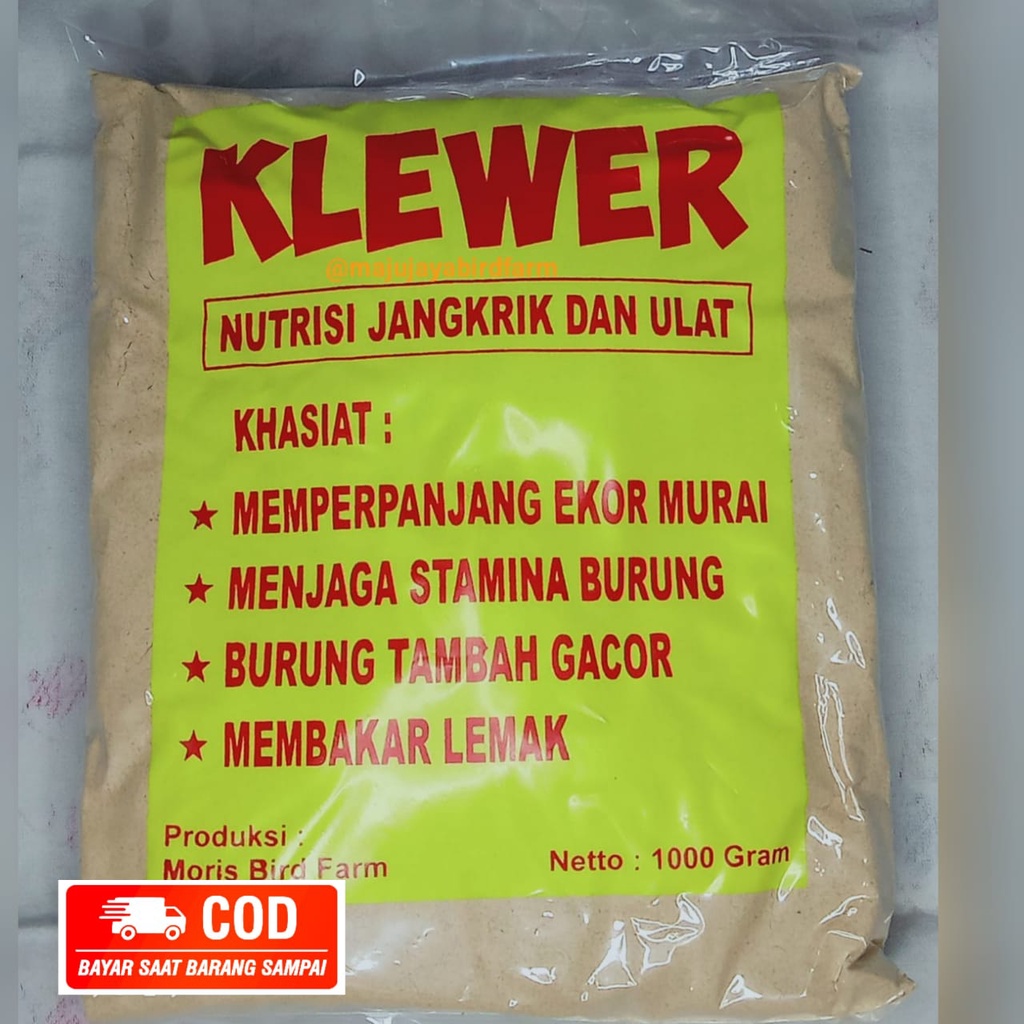 KLEWER
@majujayabirdfarm
NUTRISI JANGKRIK DAN ULAT
KHASIAT :
★ MEMPERPANJANG EKOR MURAI
★ MENJAGA STAMINA BURUNG
★ BURUNG TAMBAH GACOR
★ MEMBAKAR LEMAK
Produksi :
Moris Bird Farm
Netto : 1000 Gram
COD
BAYAR SAAT BARANG SAMPAI